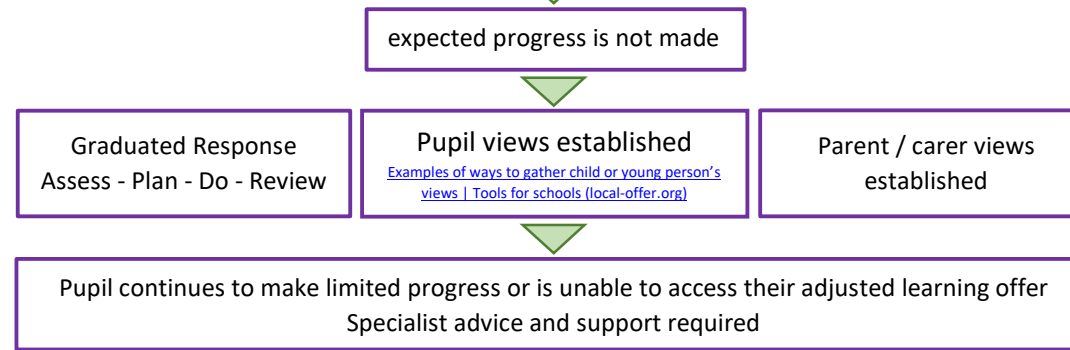 expected progress is not made
Graduated Response
Assess - Plan - Do - Review
Pupil views established
Examples of ways to gather child or young person's
views | Tools for schools (local-offer.org)
Parent / carer views
established
Pupil continues to make limited progress or is unable to access their adjusted learning offer
Specialist advice and support required